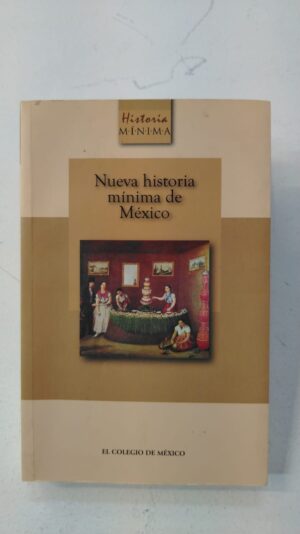 Historia
MÍNIMA
Nueva historia
mínima de
México
EL COLEGIO DE MÉXICO